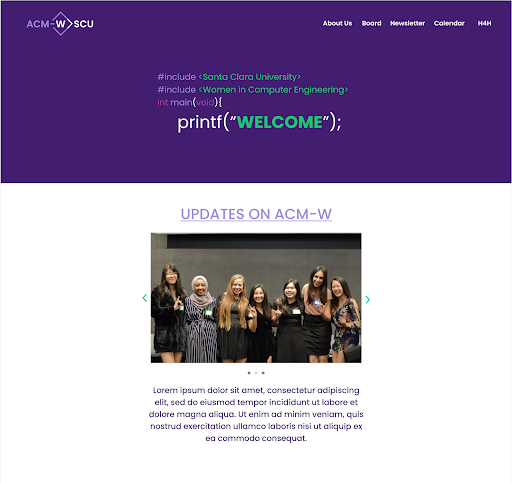 ACM-W SCU
About Us Board Newsletter Calendar H4H
#include <Santa Clara University>
#include <Women in Computer Engineering>
int main(void){
printf(“WELCOME”);
UPDATES ON ACM-W
Lorem ipsum dolor sit amet, consectetur adipiscing
elit, sed do eiusmod tempor incididunt ut labore et
dolore magna aliqua. Ut enim ad minim veniam, quis
nostrud exercitation ullamco laboris nisi ut aliquip ex
ea commodo consequat.